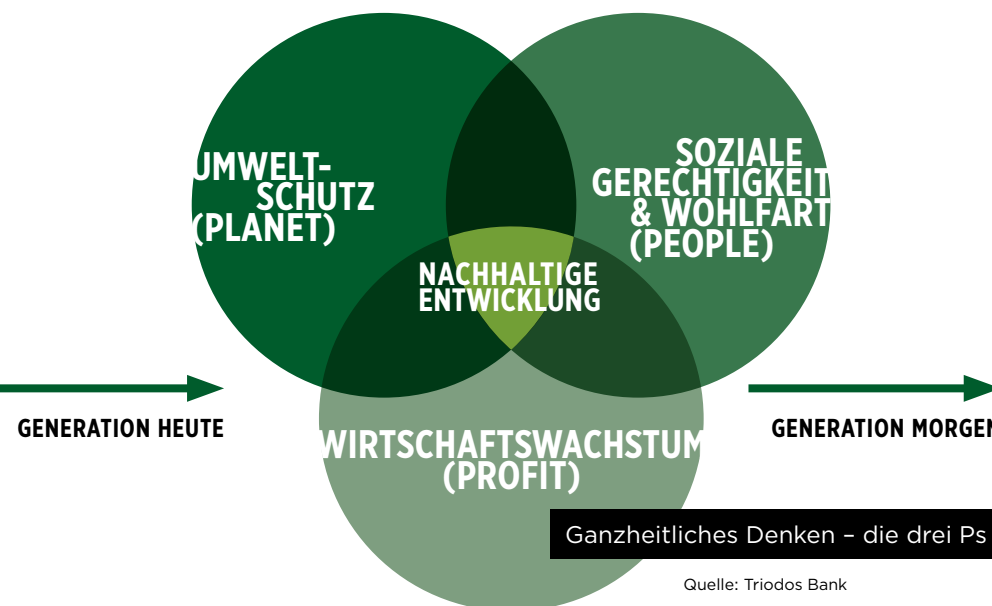 UMWELT-
SCHUTZ
(PLANET)
SOZIALE
GERECHTIGKEIT
& WOHLFART
(PEOPLE)
NACHHALTIGE
ENTWICKLUNG
GENERATION HEUTE
GENERATION MORGEN
WIRTSCHAFTSWACHSTUM
(PROFIT)
Ganzheitliches Denken – die drei Ps
Quelle: Triodos Bank